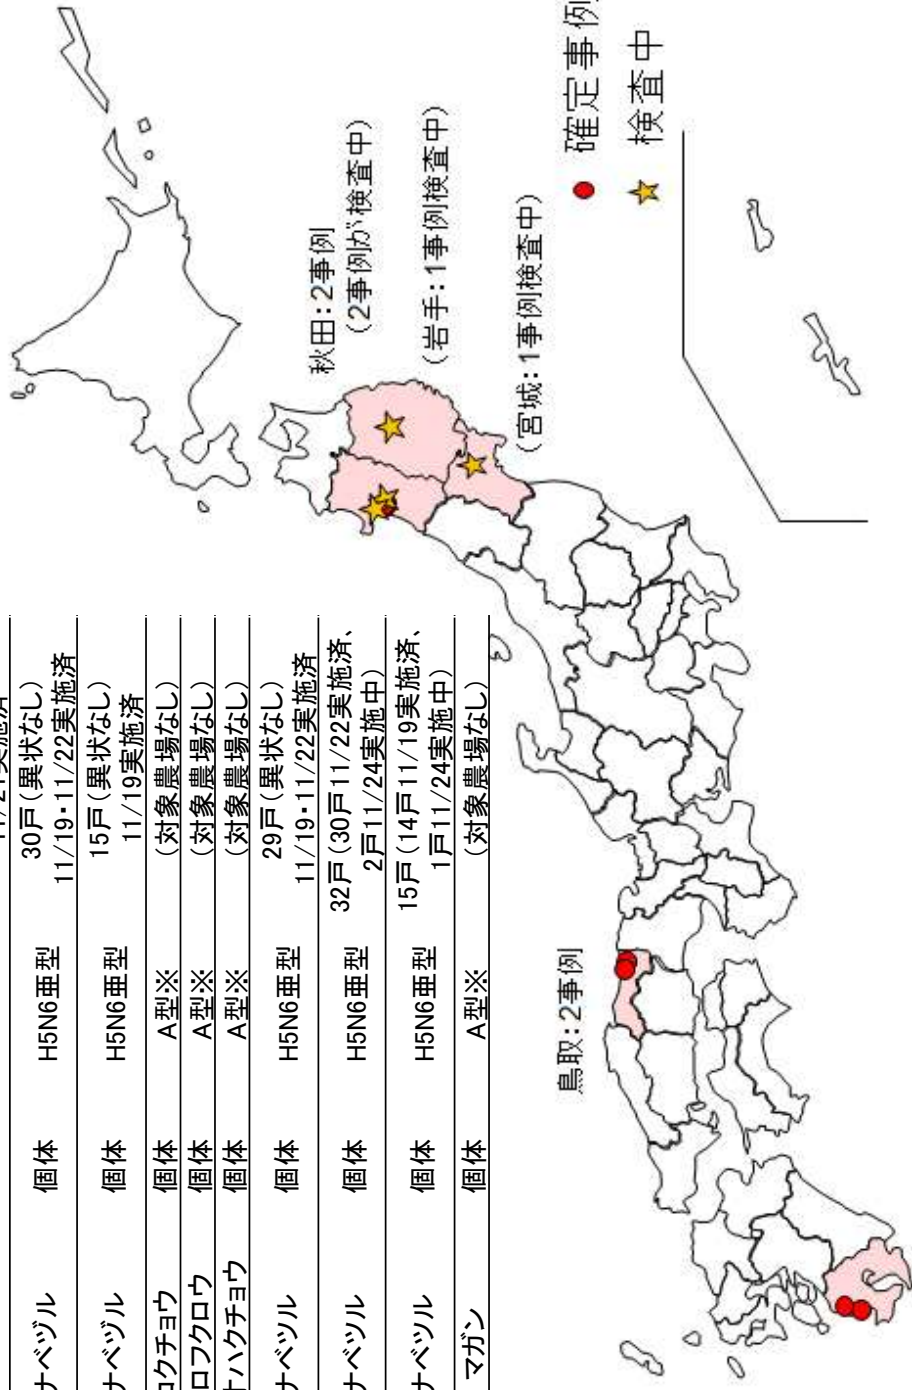 ナベヅル 個体 H5N6亜型 30戸(異状なし)
11/19・11/22実施済
ナベヅル 個体 H5N6亜型 15戸(異状なし)
11/19実施済
コクチョウ 個体 A型※ (対象農場なし)
ロフクロウ 個体 A型※ (対象農場なし)
ハクチョウ 個体 A型※ (対象農場なし)
ナベヅル 個体 H5N6亜型 29戸(異状なし)
11/19・11/22実施済
ナベヅル 個体 H5N6亜型 32戸(30戸11/22実施済、
2戸11/24実施中)
ナベヅル 個体 H5N6亜型 15戸(14戸11/19実施済、
1戸11/24実施中)
マガン 個体 A型※ (対象農場なし)
秋田:2事例
(2事例が検査中)
(岩手:1事例検査中)
(宮城:1事例検査中)
鳥取:2事例
確定事例
検査中